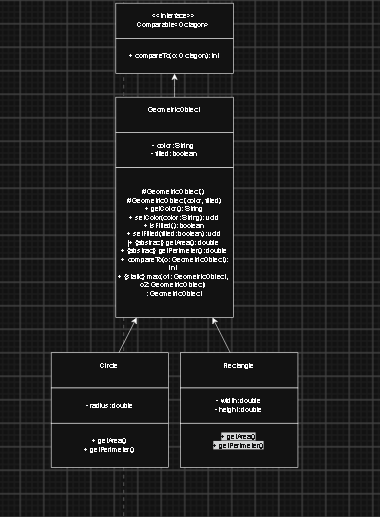 << Interface>>
Comparable<Octagon>
+ compareTo(o: Octagon): int
GeometricObject
- color: String
- filled: boolean
#GeometricObject()
#GeometricObject(color, filled)
+ getColor(): String
+ setColor(color: String): void
+ isFilled(): boolean
+ setFilled(filled: boolean): void
+ {abstract} getArea(): double
+ {abstract} getPerimeter(): double
+ compareTo(o: GeometricObject):
int
+ {static} max(o1: GeometricObject,
o2: GeometricObject)
: GeometricObject
Circle
Rectangle
- radius: double
- width: double
- height: double
+ getArea()
+ getPerimeter()
+ getArea()
+ getPerimeter()